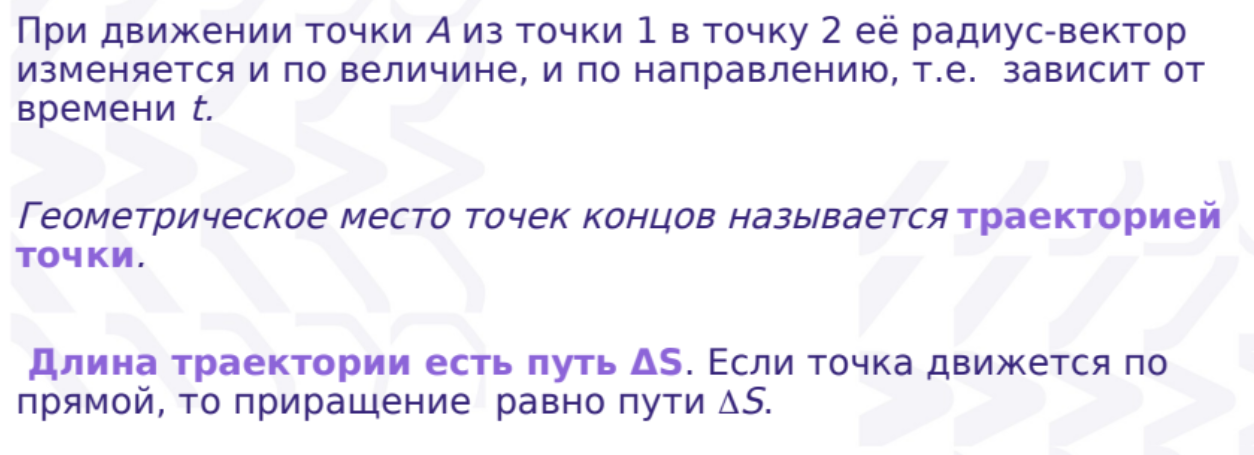 При движении точки А из точки 1 в точку 2 её радиус-вектор
изменяется и по величине, и по направлению, т.е. зависит от
времени t.
Геометрическое место точек концов называется траекторией
точки.
Длина траектории есть путь ΔS. Если точка движется по
прямой, то приращение равно пути ΔS.